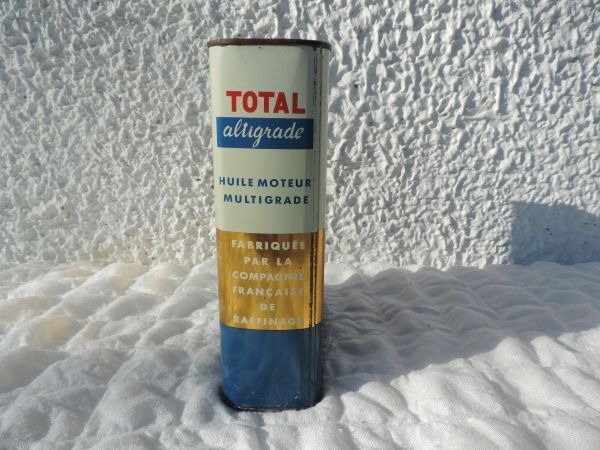 TOTAL
altigrade
HUILE MOTEUR
MULTIGRADE
FABRIQUÉE
PAR LA
COMPAGNIE
FRANÇAISE
DE
RAFFINAGE